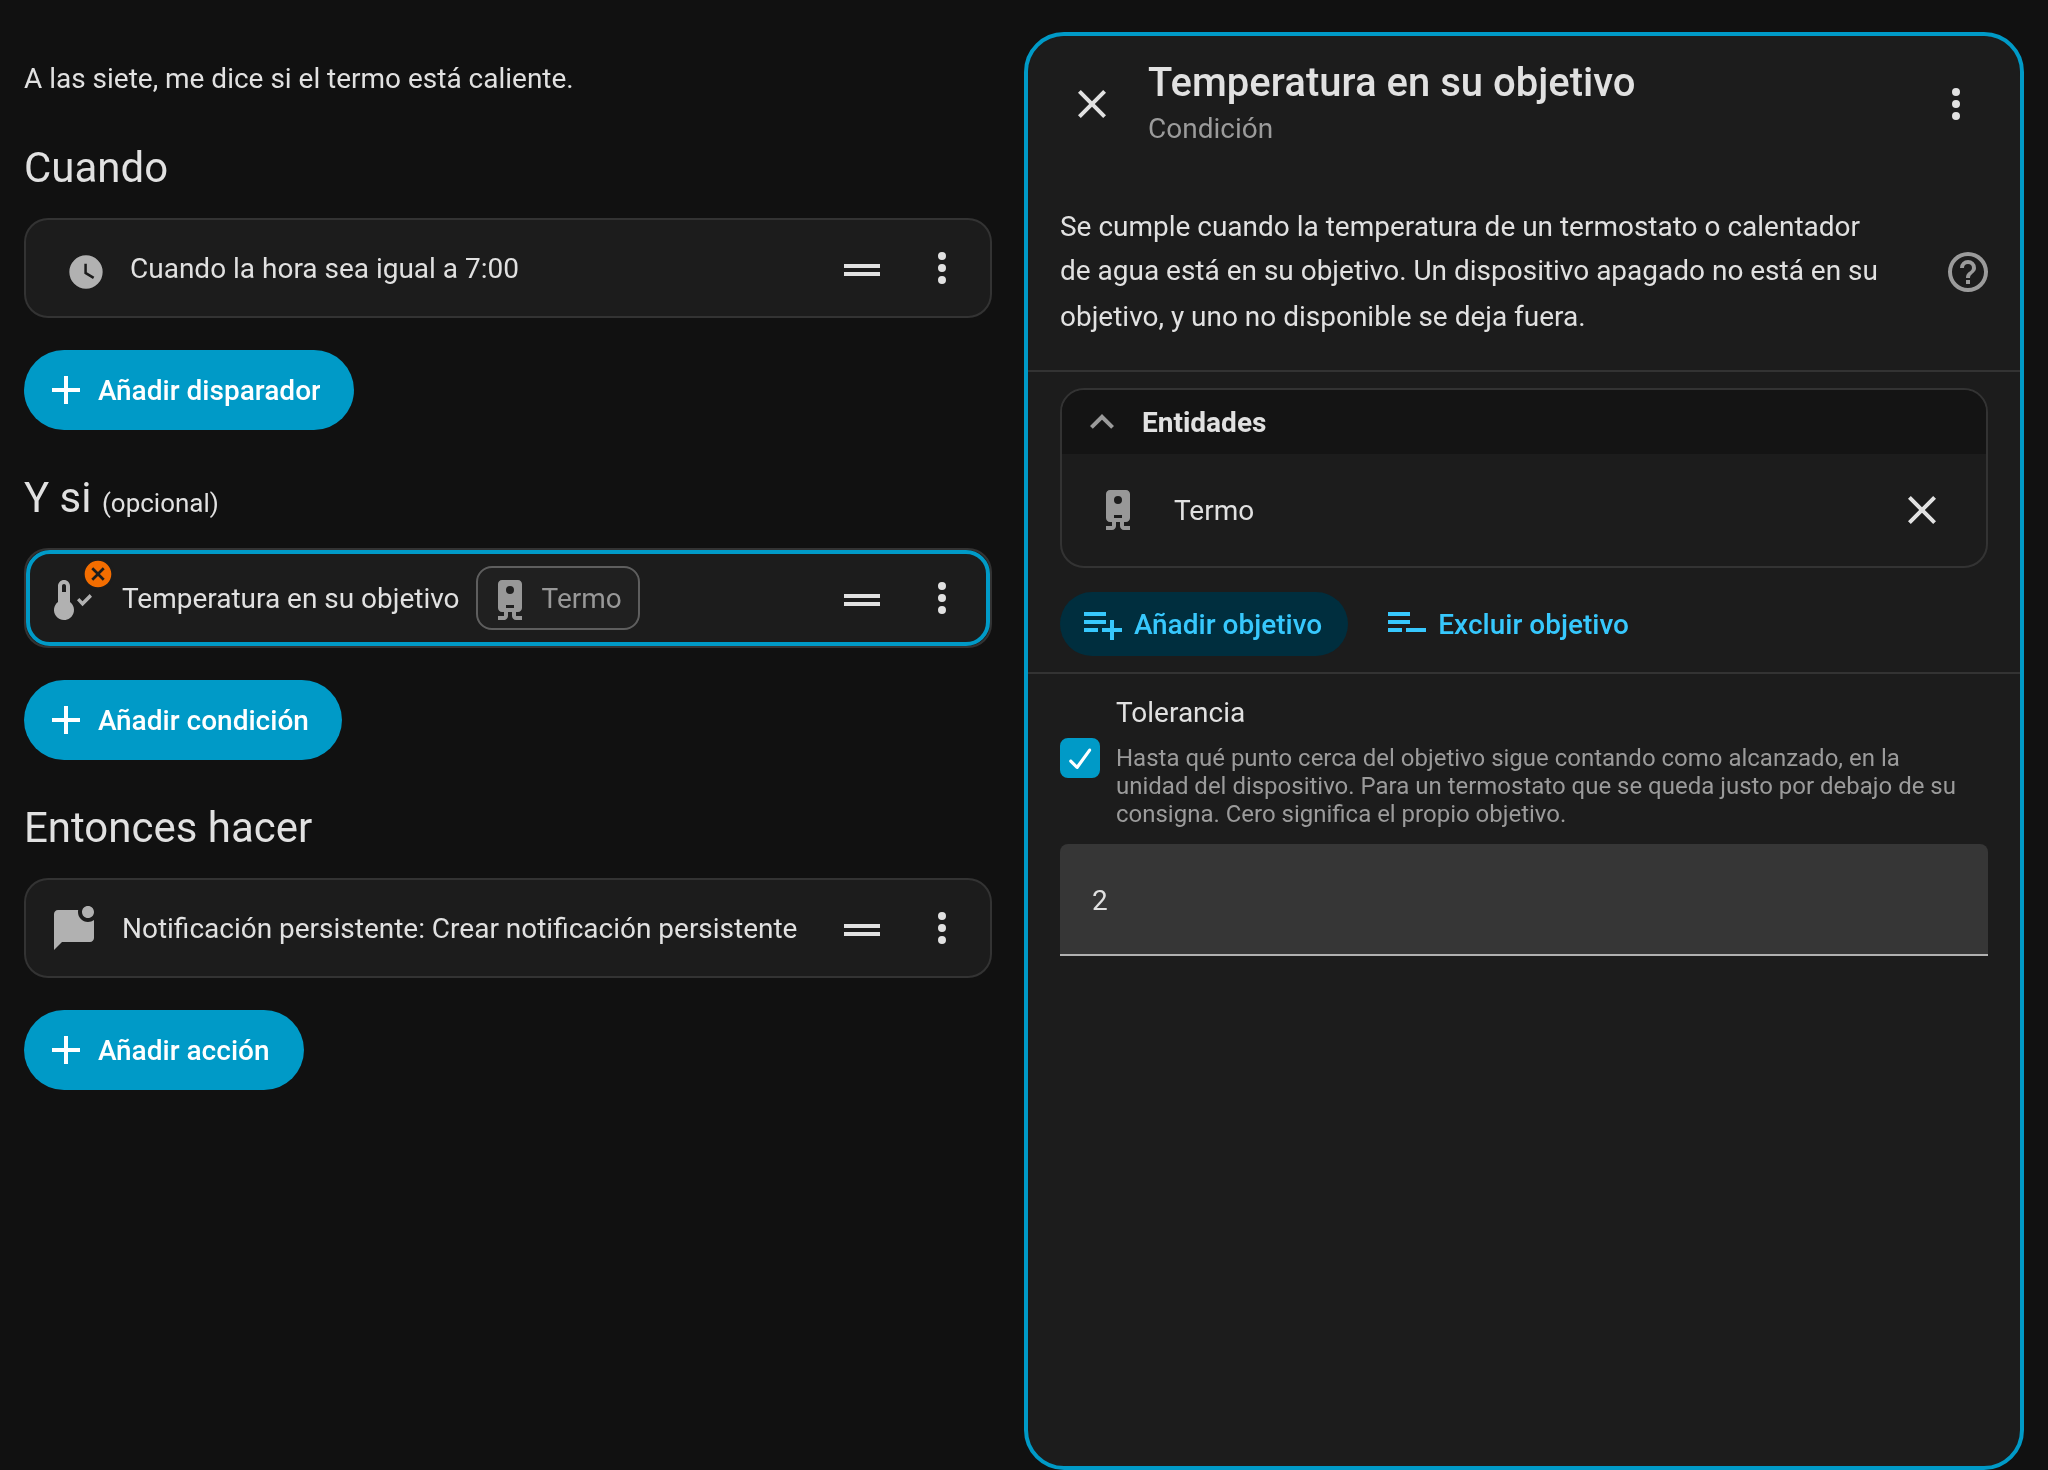 A las siete, me dice si el termo está caliente.
Cuando
Cuando la hora sea igual a 7:00
Añadir disparador
Y si (opcional)
Temperatura en su objetivo Termo
Añadir condición
Entonces hacer
Notificación persistente: Crear notificación persistente
Añadir acción
Temperatura en su objetivo
Condición
Se cumple cuando la temperatura de un termostato o calentador
de agua está en su objetivo. Un dispositivo apagado no está en su
objetivo, y uno no disponible se deja fuera.
Entidades
Termo
Añadir objetivo Excluir objetivo
Tolerancia
Hasta qué punto cerca del objetivo sigue contando como alcanzado, en la
unidad del dispositivo. Para un termostato que se queda justo por debajo de su
consigna. Cero significa el propio objetivo.
2